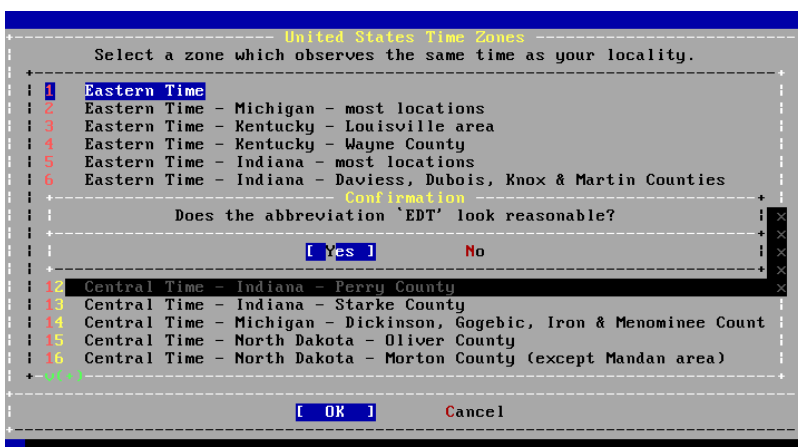 United States Time Zones
Select a zone which observes the same time as your locality.
1 Eastern Time
2 Eastern Time - Michigan - most locations
3 Eastern Time - Kentucky - Louisville area
4 Eastern Time - Kentucky - Wayne County
5 Eastern Time - Indiana - most locations
6 Eastern Time - Indiana - Daviess, Dubois, Knox & Martin Counties
Confirmation
Does the abbreviation `EDT' look reasonable?
[ Yes ] No
12 Central Time - Indiana - Perry County
13 Central Time - Indiana - Starke County
14 Central Time - Michigan - Dickinson, Gogebic, Iron & Menominee Count
15 Central Time - North Dakota - Oliver County
16 Central Time - North Dakota - Morton County (except Mandan area)
v(+)
[ OK ] Cancel